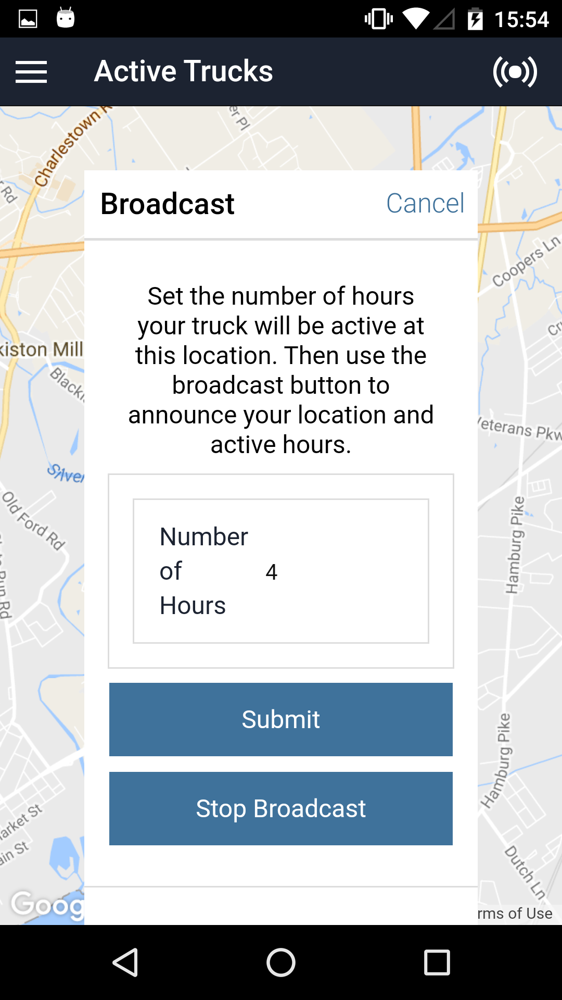 15:54
Active Trucks
Charlestown R
er Pl
r Rd
Broadcast
Cancel
Coopers Ln
Set the number of hours
your truck will be active at
this location. Then use the
broadcast button to
announce your location and
active hours.
kiston Mill
Blacki
Cr
Veterans Pkw
Silver
Old Ford Rd
Run Rd
Number
of
Hours
4
Hamburg Pike
Submit
Hamburg Pike
Stop Broadcast
arket St
ain St
Dutch Ln
Goog
rms of Use